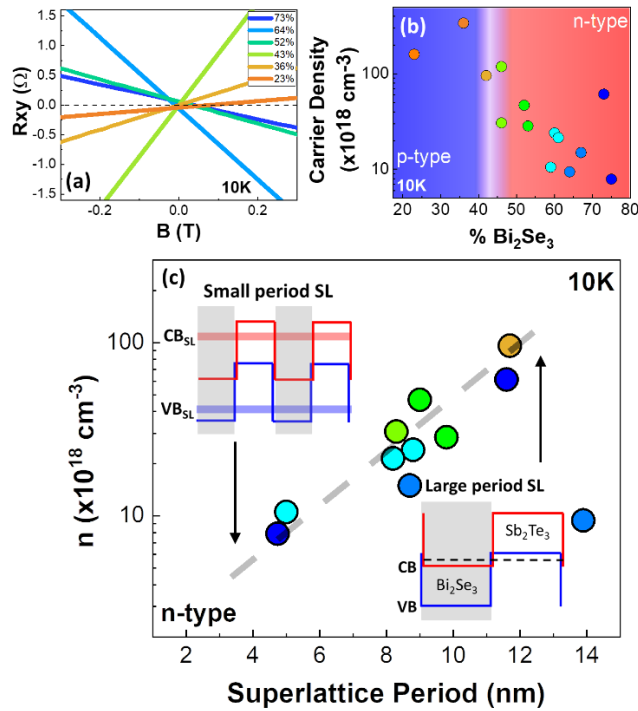 (a)
Rxy (Ω)
1.5
1.0
0.5
0.0
-0.5
-1.0
-1.5
73%
64%
52%
43%
36%
23%
10K
-0.2
0.0
0.2
B (T)
(b)
n-type
Carrier Density
(x1018 cm-3)
100
10
p-type
10K
20
30
40
50
60
70
80
% Bi₂Se₃
(c)
10K
Small period SL
CB_SL
VB_SL
n (x10¹⁸ cm⁻³)
100
10
Large period SL
Sb₂Te₃
CB
Bi₂Se₃
VB
n-type
2
4
6
8
10
12
14
Superlattice Period (nm)